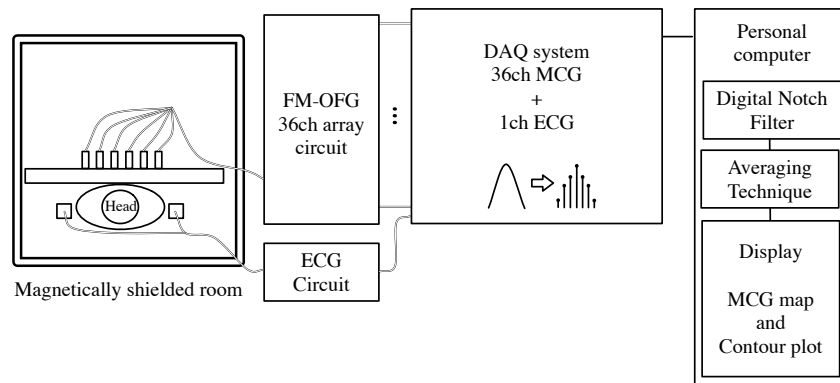 Head
Magnetically shielded room
FM-OFG
36ch array
circuit
ECG
Circuit
DAQ system
36ch MCG
+
1ch ECG
Personal
computer
Digital Notch
Filter
Averaging
Technique
Display
MCG map
and
Contour plot